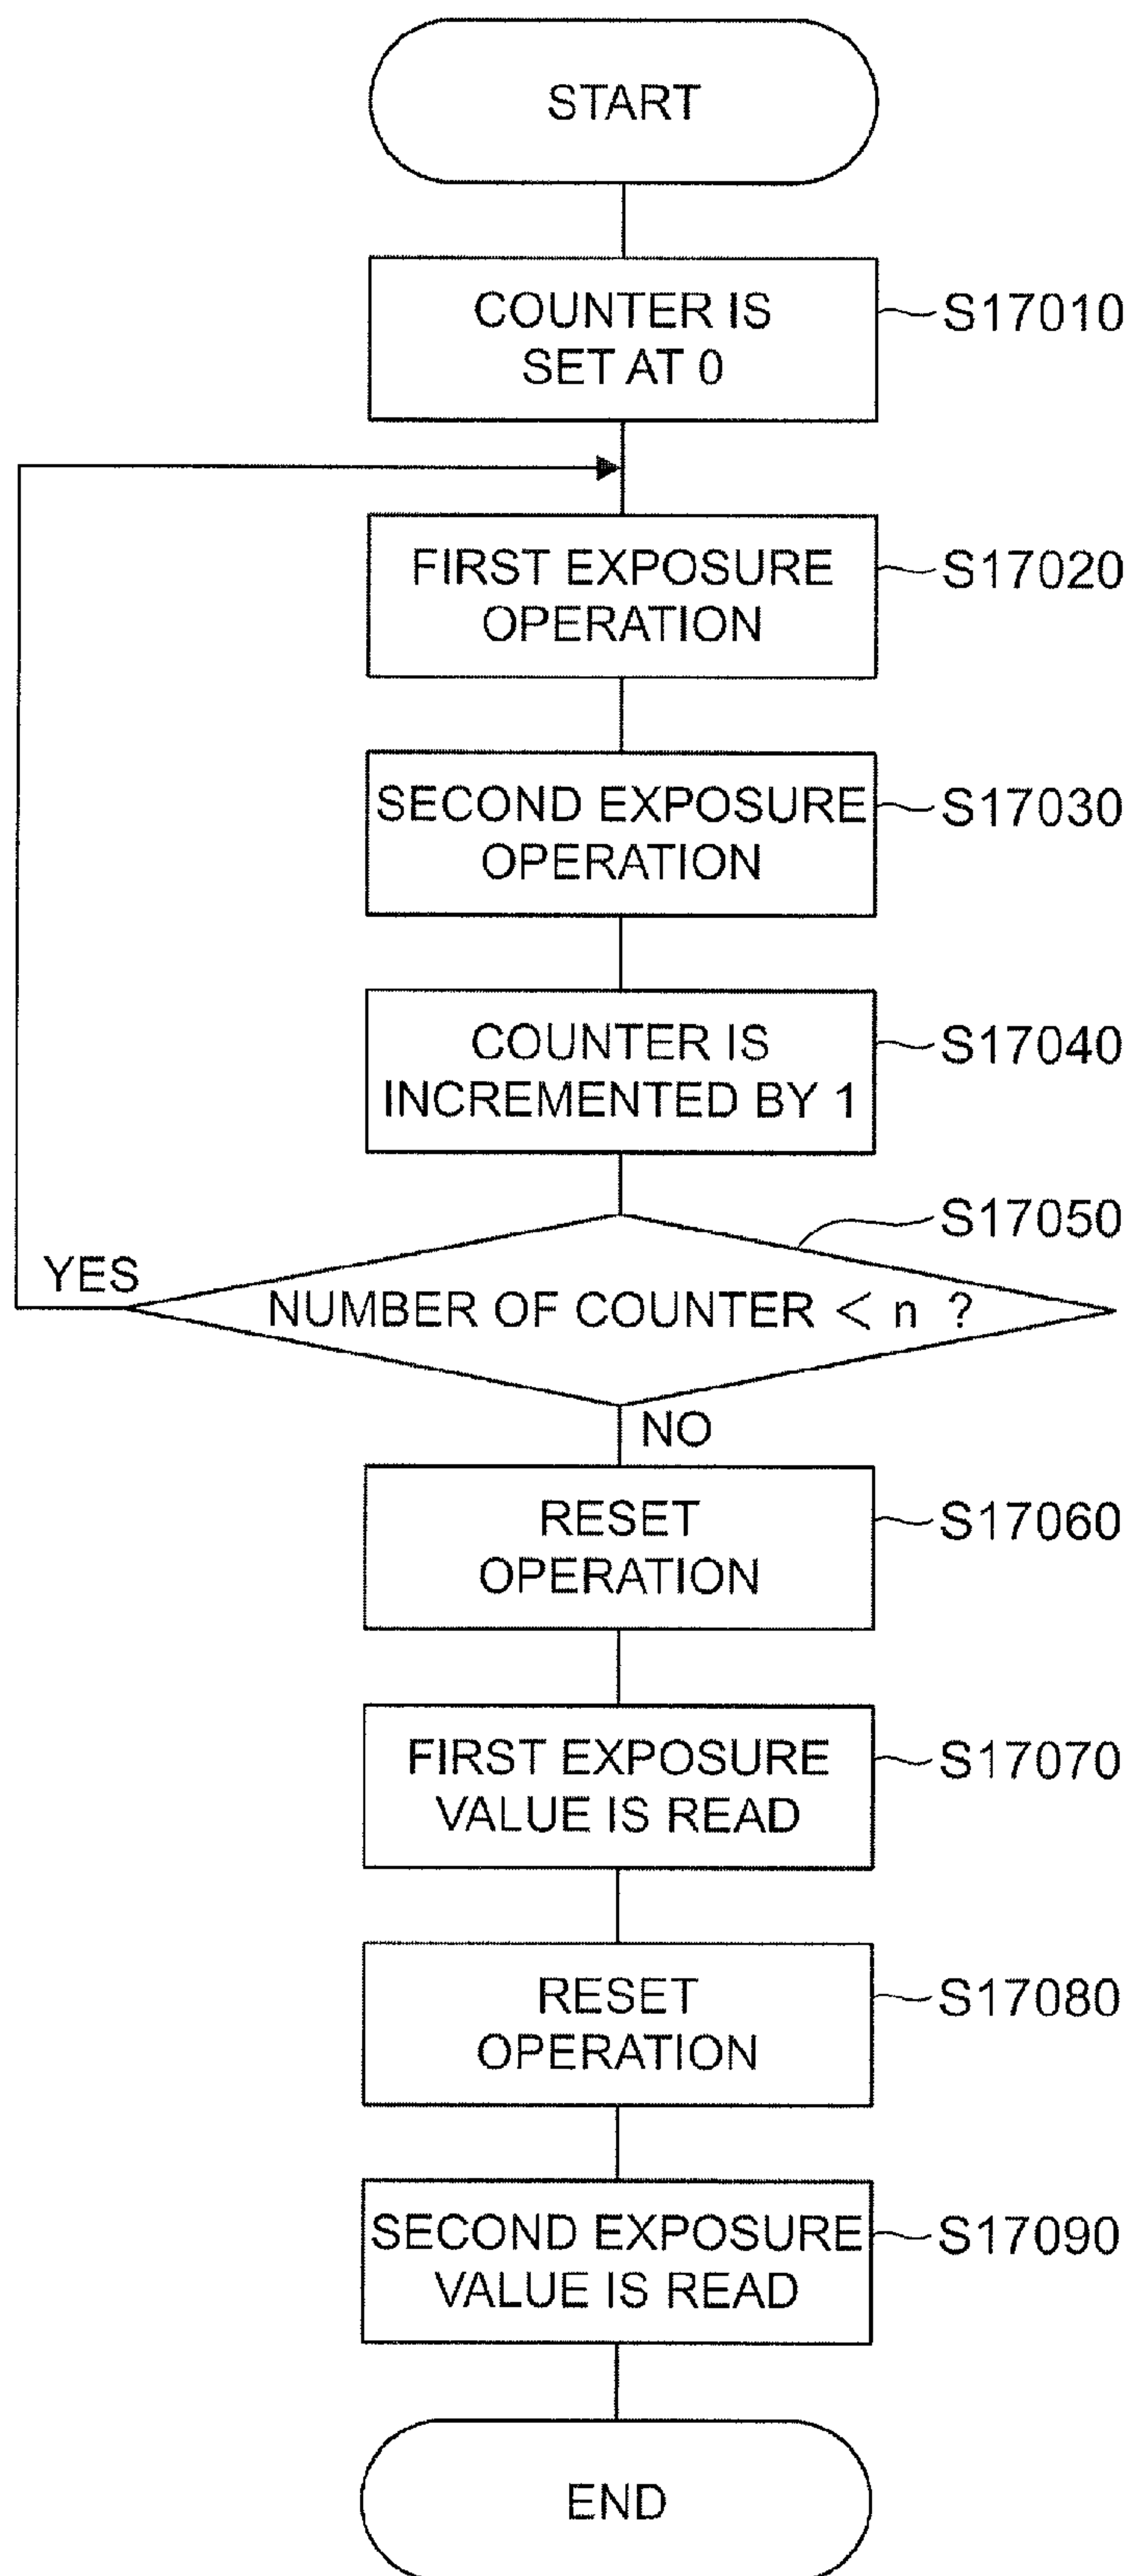 START
COUNTER IS
SET AT 0
S17010
FIRST EXPOSURE
OPERATION
S17020
SECOND EXPOSURE
OPERATION
S17030
COUNTER IS
INCREMENTED BY 1
S17040
S17050
YES
NUMBER OF COUNTER < n ?
NO
RESET
OPERATION
S17060
FIRST EXPOSURE
VALUE IS READ
S17070
RESET
OPERATION
S17080
SECOND EXPOSURE
VALUE IS READ
S17090
END